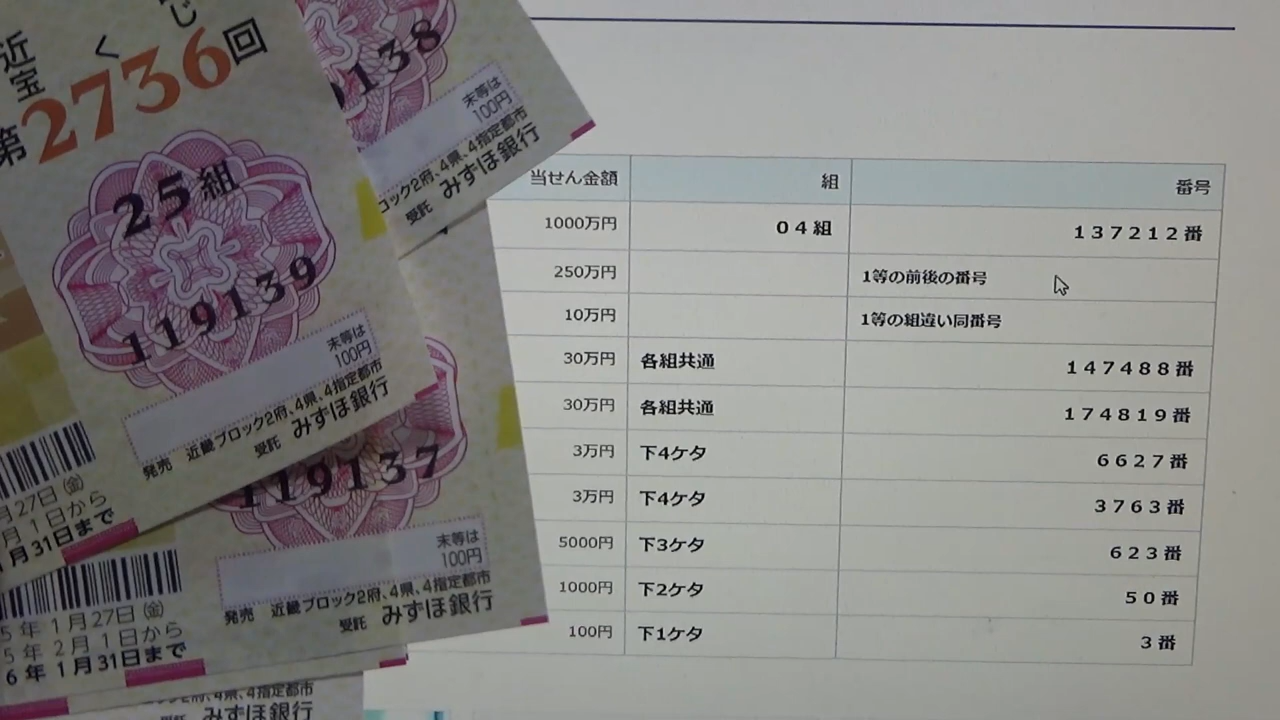 近
宝
くじ
第2736回
25組
119139
末等は
100円
発売 近畿ブロック2府、4県、4指定都市
受託 みずほ銀行
月27日(金)
月1日から
月31日まで
138
末等は
100円
ロック2府、4県、4指定都市
受託 みずほ銀行
119137
末等は
100円
発売 近畿ブロック2府、4県、4指定都市
受託 みずほ銀行
5年1月27日(金)
5年2月1日から
6年1月31日まで
みずほ銀行
当せん金額 組 番号
1000万円 04組 137212番
250万円 1等の前後の番号
10万円 1等の組違い同番号
30万円 各組共通 147488番
30万円 各組共通 174819番
3万円 下4ケタ 6627番
3万円 下4ケタ 3763番
5000円 下3ケタ 623番
1000円 下2ケタ 50番
100円 下1ケタ 3番